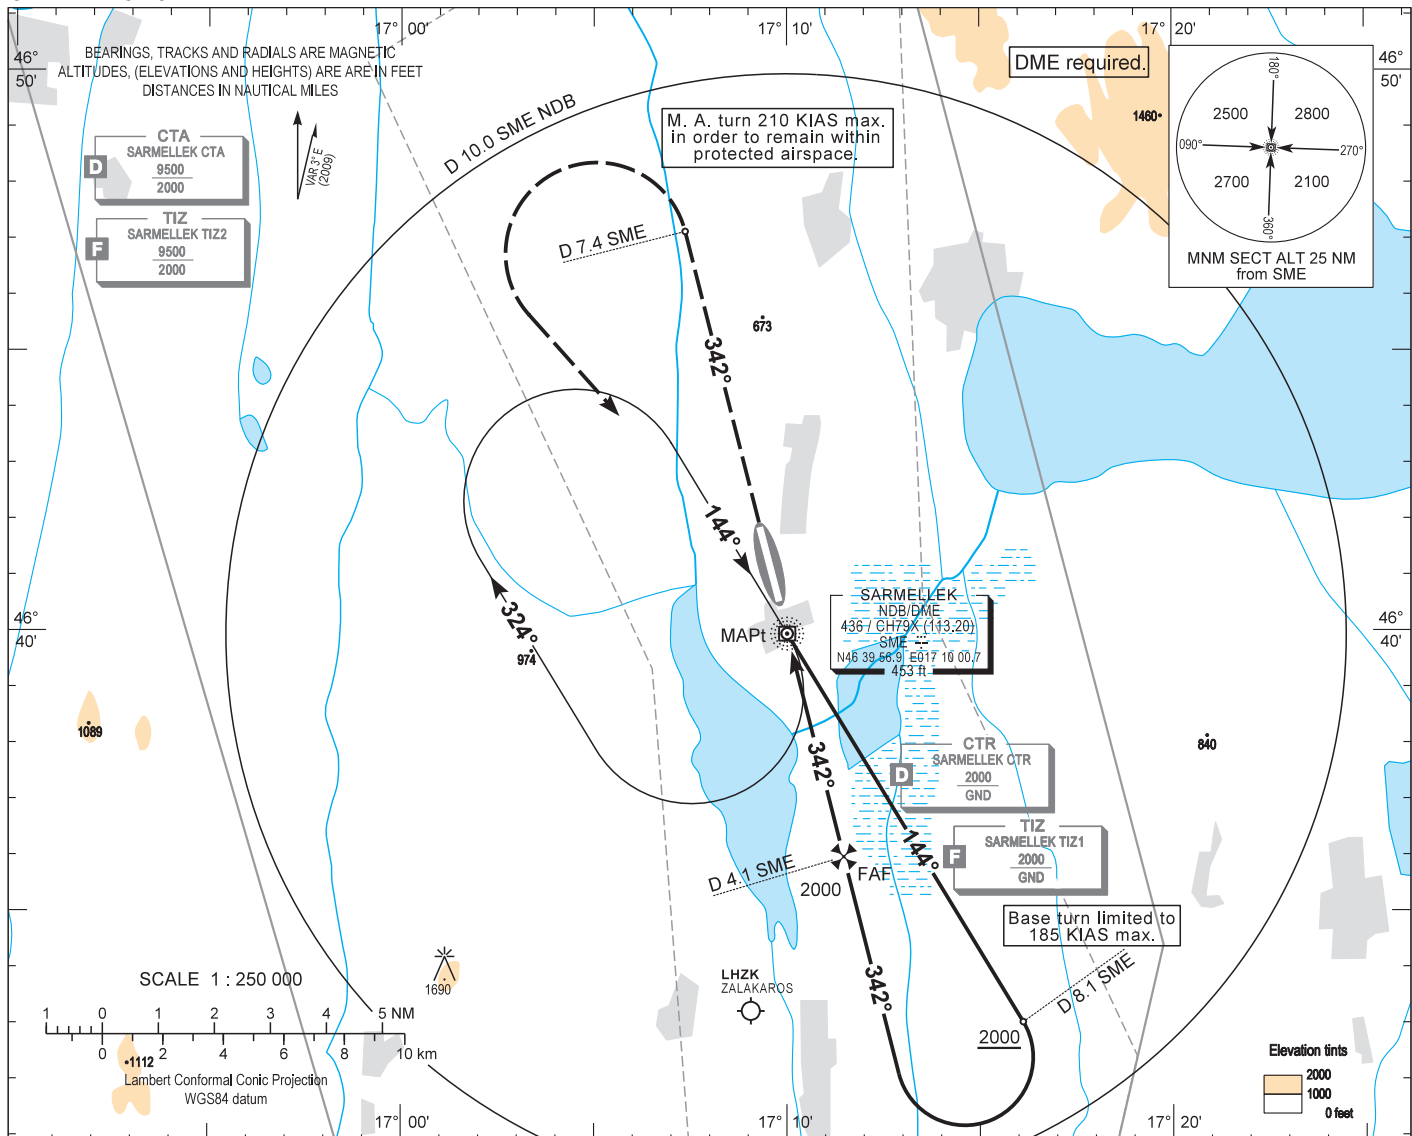 17° 00'
17° 10'
17° 20'
46°
50'
46°
50'
BEARINGS, TRACKS AND RADIALS ARE MAGNETIC
ALTITUDES, (ELEVATIONS AND HEIGHTS) ARE ARE IN FEET
DISTANCES IN NAUTICAL MILES
VAR 3° E
(2009)
CTA
SARMELLEK CTA
D
9500
2000
TIZ
SARMELLEK TIZ2
F
9500
2000
D 10.0 SME NDB
M. A. turn 210 KIAS max.
in order to remain within
protected airspace.
DME required.
1460
180°
2500
2800
090°
270°
2700
2100
360°
MNM SECT ALT 25 NM
from SME
D 7.4 SME
673
342°
144°
324°
974
MAPt
SARMELLEK
NDB/DME
436 / CH79X (113.20)
SME
N46 39 56.9 E017 10 00.7
453 ft
46°
40'
46°
40'
1089
840
342°
CTR
SARMELLEK CTR
D
2000
GND
TIZ
SARMELLEK TIZ1
F
2000
GND
144°
D 4.1 SME
2000
FAF
Base turn limited to
185 KIAS max.
D 8.1 SME
342°
2000
LHZK
ZALAKAROS
1690
SCALE 1 : 250 000
1 0 1 2 3 4 5 NM
0 2 4 6 8 10 km
1112
Lambert Conformal Conic Projection
WGS84 datum
Elevation tints
2000
1000
0 feet
17° 00'
17° 10'
17° 20'